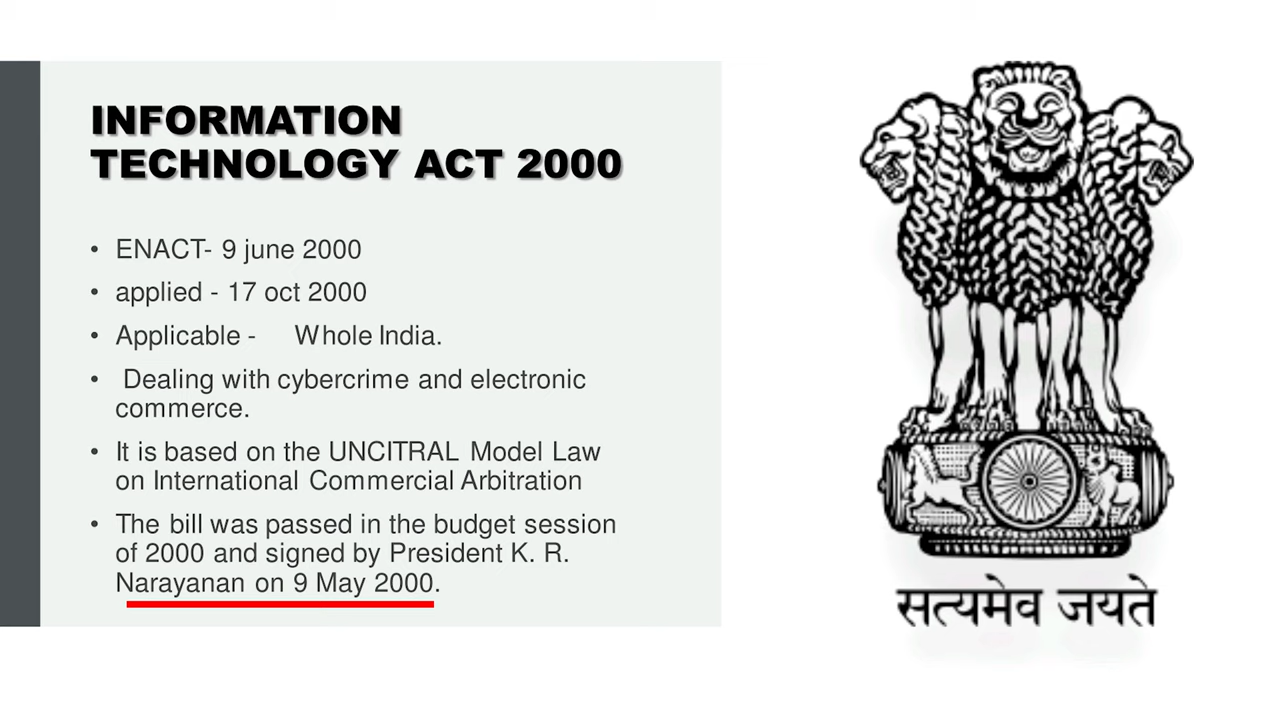 INFORMATION
TECHNOLOGY ACT 2000
• ENACT- 9 june 2000
• applied - 17 oct 2000
• Applicable - Whole India.
• Dealing with cybercrime and electronic
commerce.
• It is based on the UNCITRAL Model Law
on International Commercial Arbitration
• The bill was passed in the budget session
of 2000 and signed by President K. R.
Narayanan on 9 May 2000.
सत्यमेव जयते